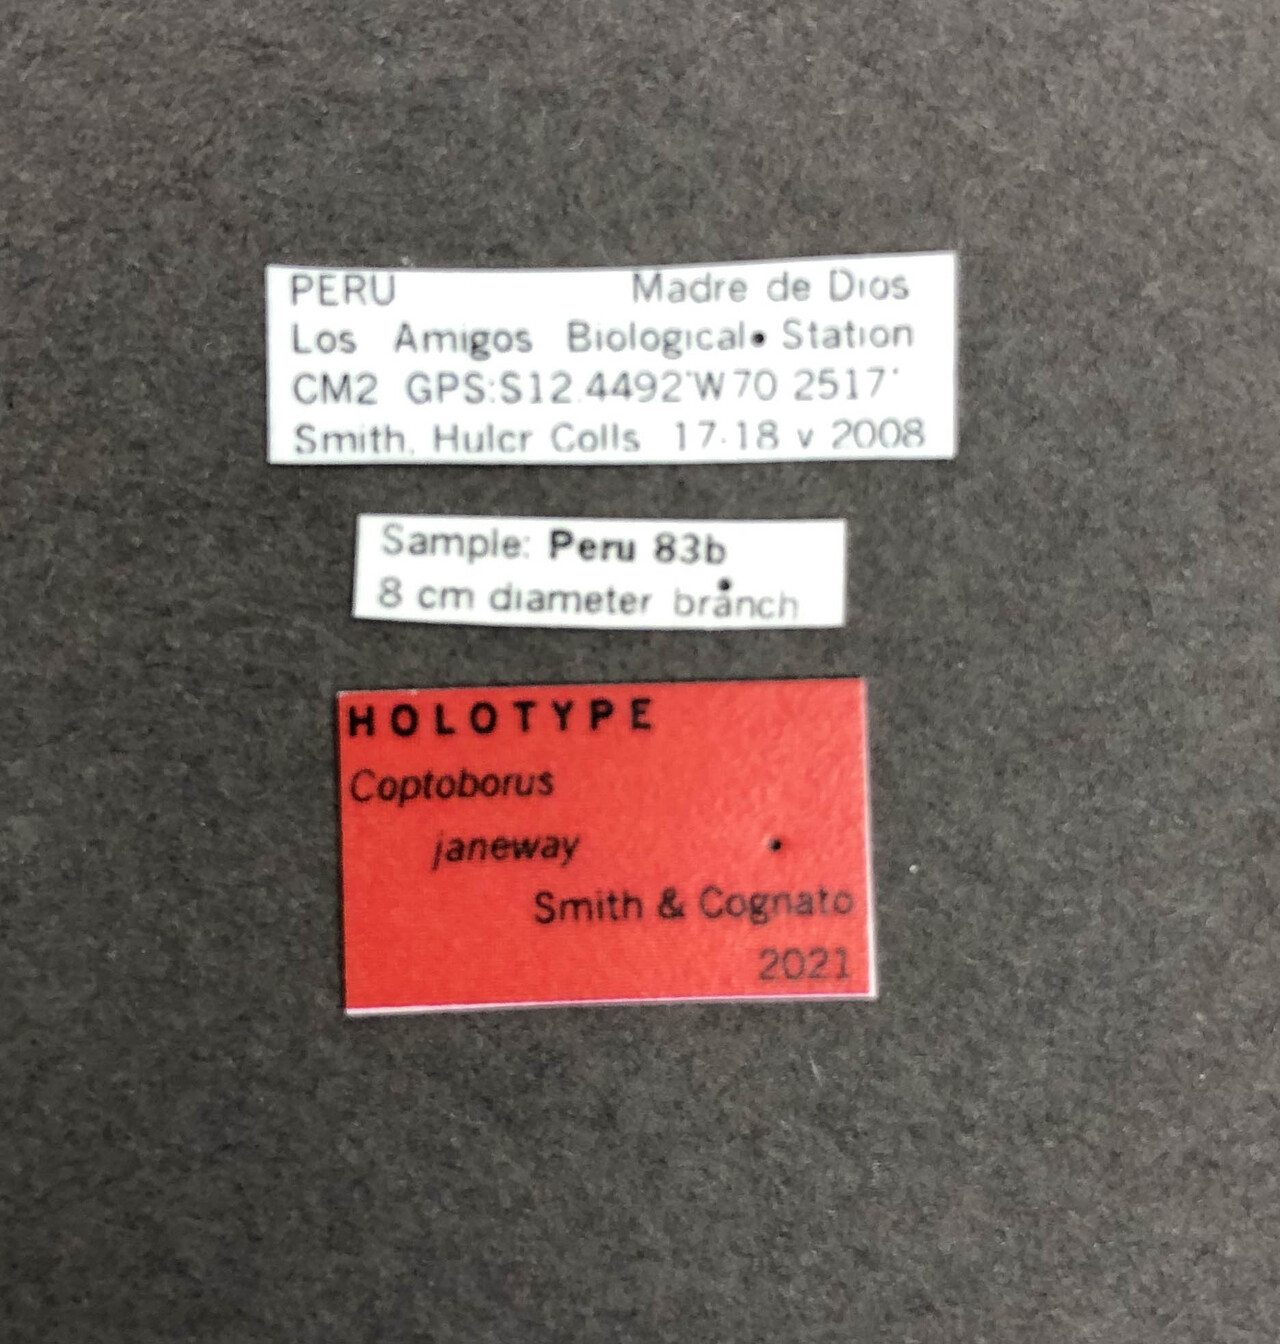 PERU Madre de Dios
Los Amigos Biological Station
CM2 GPS:S12.4492°W70.2517°
Smith, Hulcr Colls 17-18 v 2008
Sample: Peru 83b
8 cm diameter branch
HOLOTYPE
Coptoborus
janeway
Smith & Cognato
2021